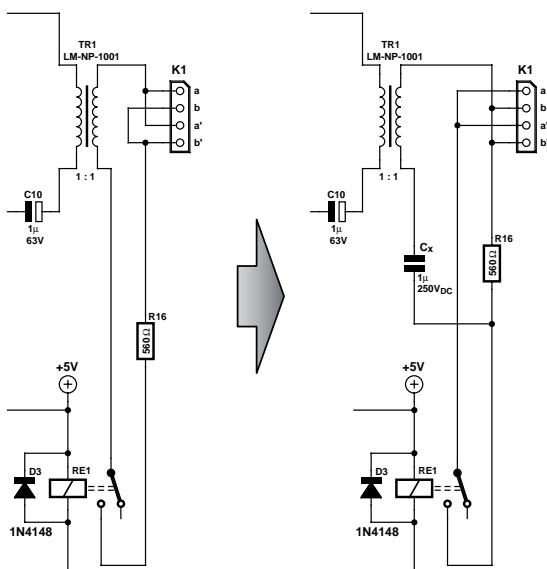 TR1
LM-NP-1001
K1
a
b
a'
b'
1 : 1
C10
1µ
63V
R16
560Ω
+5V
D3
RE1
1N4148
TR1
LM-NP-1001
K1
a
b
a'
b'
1 : 1
C10
1µ
63V
Cx
1µ
250VDC
R16
560Ω
+5V
D3
RE1
1N4148